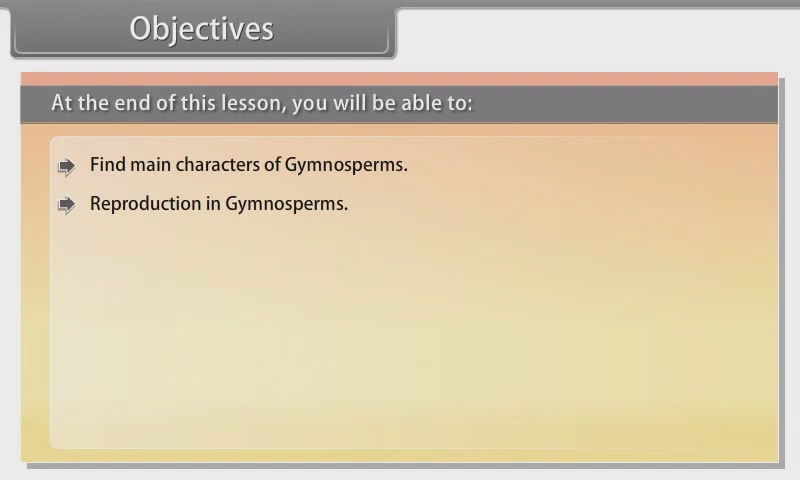 Objectives
At the end of this lesson, you will be able to:
Find main characters of Gymnosperms.
Reproduction in Gymnosperms.